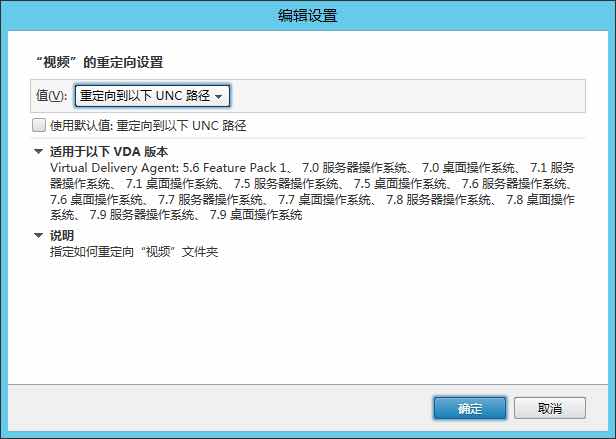 编辑设置
“视频”的重定向设置
值(V): 重定向到以下 UNC 路径
使用默认值: 重定向到以下 UNC 路径
适用于以下 VDA 版本
Virtual Delivery Agent: 5.6 Feature Pack 1、 7.0 服务器操作系统、 7.0 桌面操作系统、 7.1 服务
器操作系统、 7.1 桌面操作系统、 7.5 服务器操作系统、 7.5 桌面操作系统、 7.6 服务器操作系统、
7.6 桌面操作系统、 7.7 服务器操作系统、 7.7 桌面操作系统、 7.8 服务器操作系统、 7.8 桌面操作系
统、 7.9 服务器操作系统、 7.9 桌面操作系统
说明
指定如何重定向“视频”文件夹
确定
取消